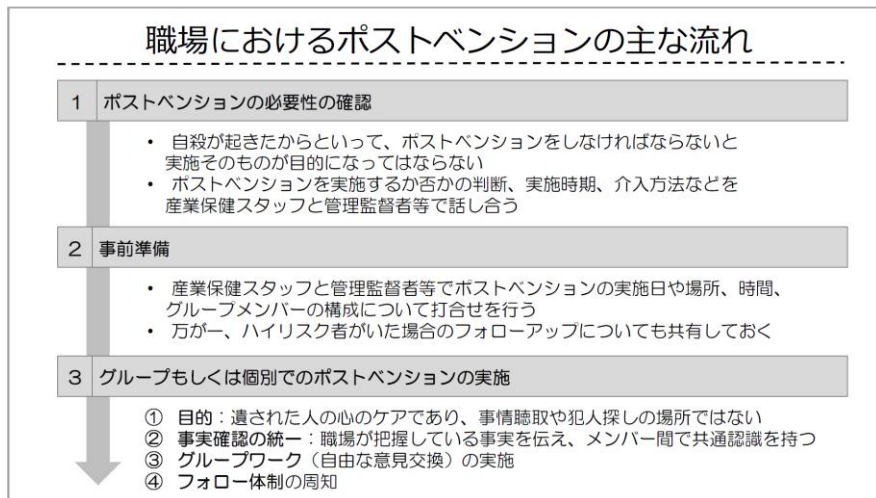 職場におけるポストベンションの主な流れ
1 ポストベンションの必要性の確認
• 自殺が起きたからといって、ポストベンションをしなければならないと
実施そのものが目的になってはならない
• ポストベンションを実施するか否かの判断、実施時期、介入方法などを
産業保健スタッフと管理監督者等で話し合う
2 事前準備
• 産業保健スタッフと管理監督者等でポストベンションの実施日や場所、時間、
グループメンバーの構成について打合せを行う
• 万が一、ハイリスク者がいた場合のフォローアップについても共有しておく
3 グループもしくは個別でのポストベンションの実施
① 目的：遺された人の心のケアであり、事情聴取や犯人探しの場所ではない
② 事実確認の統一：職場が把握している事実を伝え、メンバー間で共通認識を持つ
③ グループワーク（自由な意見交換）の実施
④ フォロー体制の周知